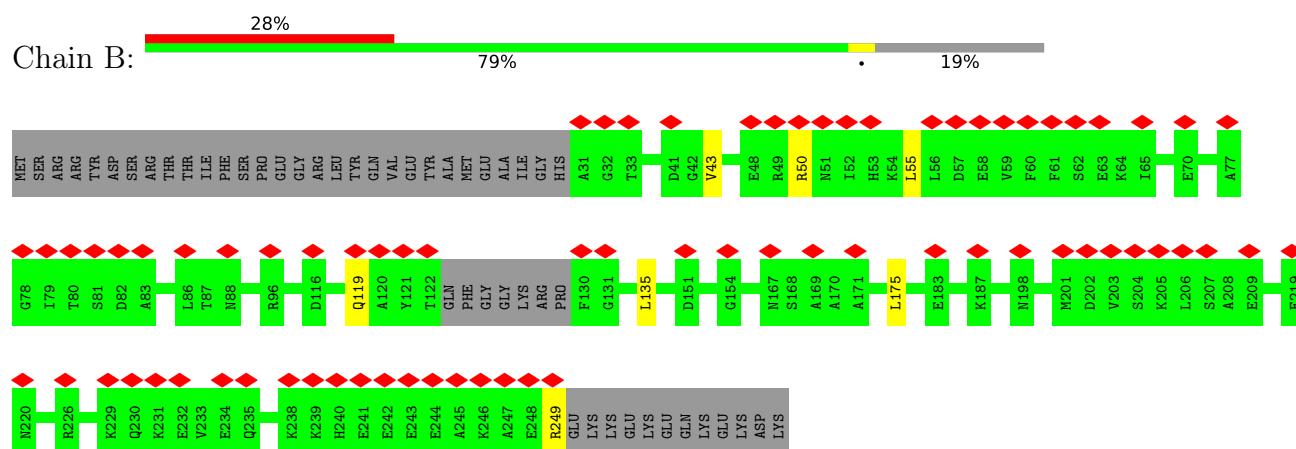 28%
Chain B:
79% • 19%
MET SER ARG ARG TYR ASP SER ARG THR THR ILE PHE SER PRO GLU GLY ARG LEU TYR GLN VAL GLU TYR ALA MET GLU ALA ILE GLY HIS A31 G32 T33 D41 G42 V43 E48 R49 R50 N51 I52 H53 K54 L55 L56 D57 E58 V59 F60 F61 S62 E63 K64 I65 E70 A77
G78 I79 T80 S81 D82 A83 L86 T87 N88 R96 D116 Q119 A120 Y121 T122 GLN PHE GLY GLY LYS ARG PRO F130 G131 L135 D151 G154 N167 S168 A169 A170 A171 L175 E183 K187 N198 M201 D202 V203 S204 K205 L206 S207 A208 E209
N220 R226 K229 Q230 K231 E232 V233 E234 Q235 K238 K239 H240 E241 E242 E243 E244 A245 K246 A247 E248 R249 GLU LYS LYS GLU LYS GLU GLN LYS GLU LYS ASP LYS